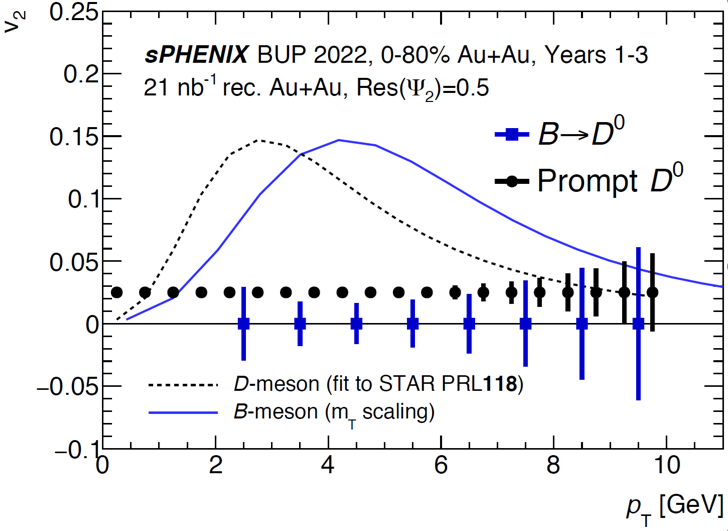 v2
0.25
0.2
0.15
0.1
0.05
0
−0.05
−0.1
sPHENIX BUP 2022, 0-80% Au+Au, Years 1-3
21 nb-1 rec. Au+Au, Res(Ψ2)=0.5
B→D0
Prompt D0
D-meson (fit to STAR PRL118)
B-meson (mT scaling)
0 2 4 6 8 10
pT [GeV]